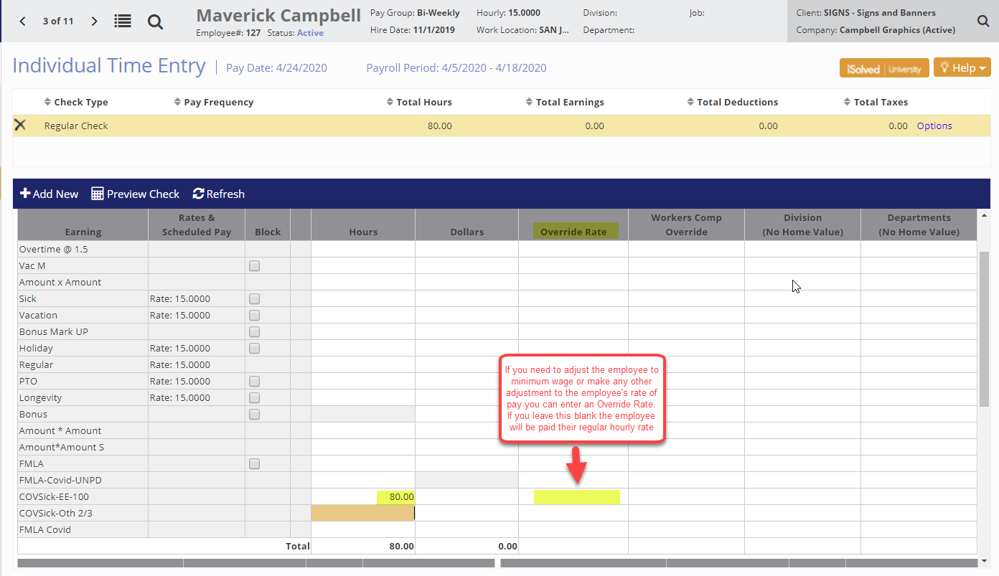 3 of 11
Maverick Campbell
Employee#: 127 Status: Active
Pay Group: Bi-Weekly
Hire Date: 11/1/2019
Hourly: 15.0000
Work Location: SAN J...
Division:
Department:
Job:
Client: SIGNS - Signs and Banners
Company: Campbell Graphics (Active)
Individual Time Entry
Pay Date: 4/24/2020
Payroll Period: 4/5/2020 - 4/18/2020
iSolved University
Help
Check Type Pay Frequency Total Hours Total Earnings Total Deductions Total Taxes
Regular Check 80.00 0.00 0.00 0.00 Options
Add New Preview Check Refresh
Earning
Rates &
Scheduled Pay
Block
Hours
Dollars
Override Rate
Workers Comp
Override
Division
(No Home Value)
Departments
(No Home Value)
Overtime @ 1.5
Vac M
Amount x Amount
Sick Rate: 15.0000
Vacation Rate: 15.0000
Bonus Mark UP
Holiday Rate: 15.0000
Regular Rate: 15.0000
PTO Rate: 15.0000
Longevity Rate: 15.0000
Bonus
Amount * Amount
Amount*Amount S
FMLA
FMLA-Covid-UNPD
COVSick-EE-100 80.00
COVSick-Oth 2/3
FMLA Covid
Total 80.00 0.00
If you need to adjust the employee to
minimum wage or make any other
adjustment to the employee's rate of
pay you can enter an Override Rate.
If you leave this blank the employee
will be paid their regular hourly rate